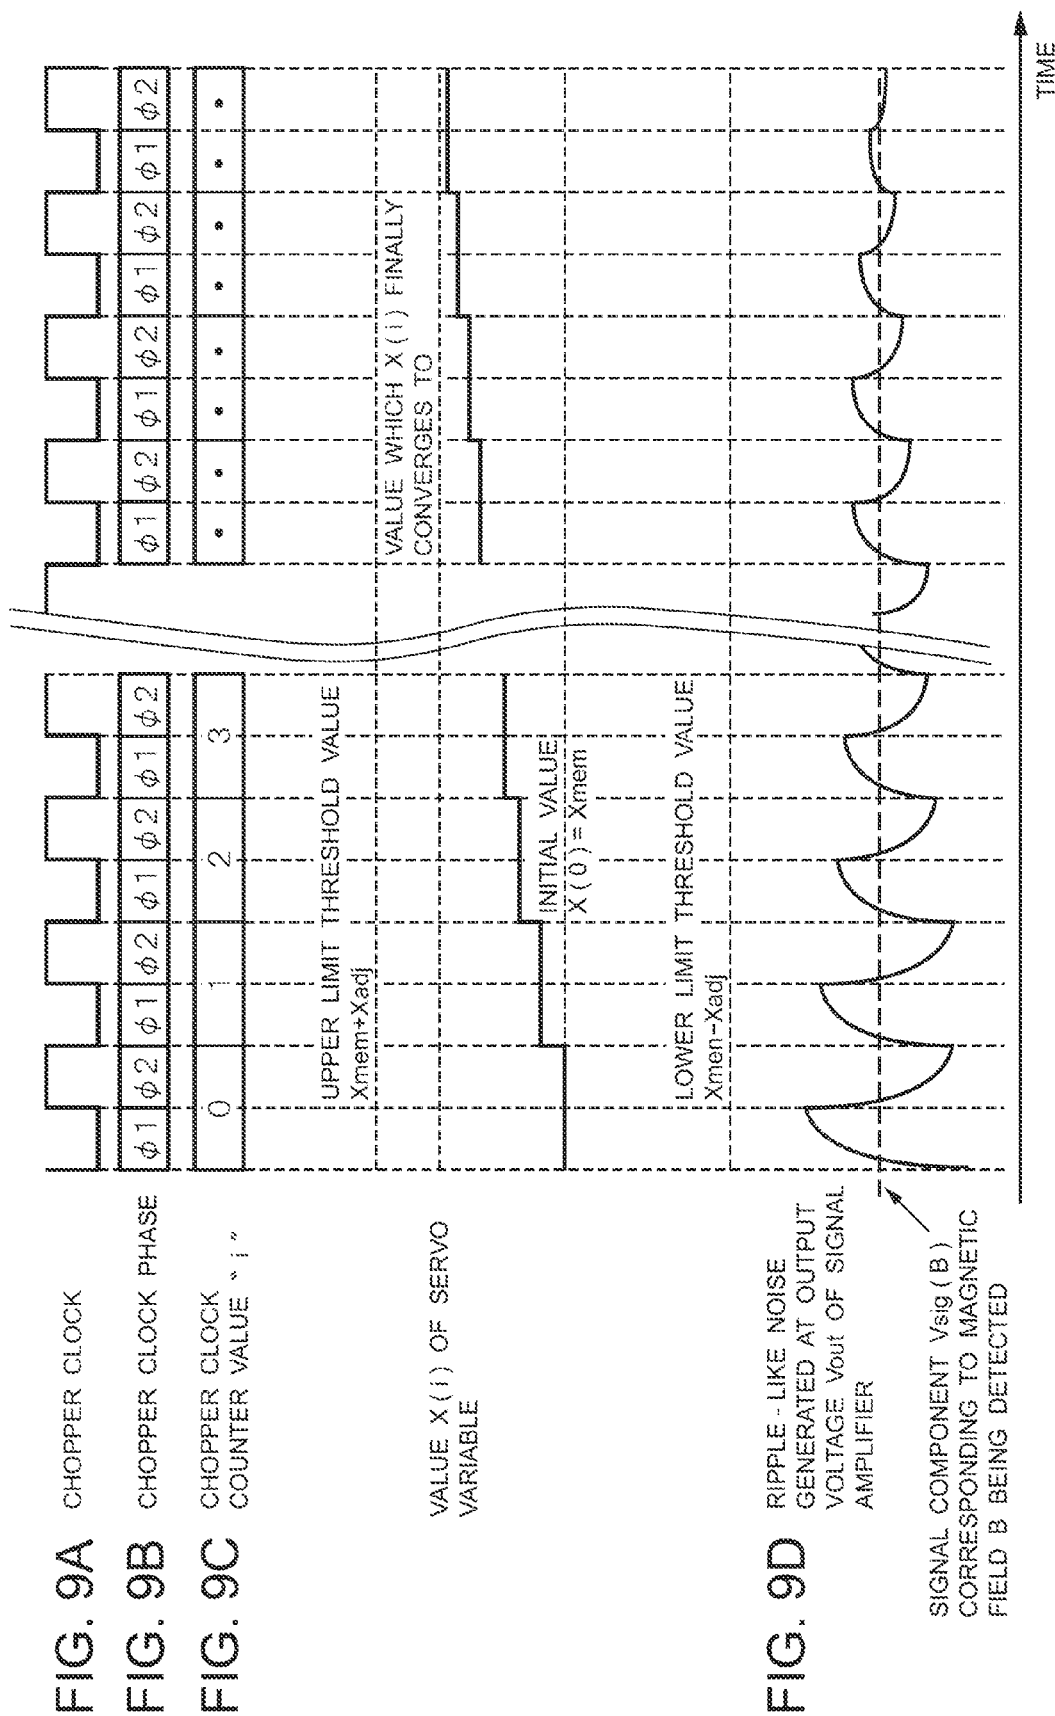 FIG. 9A CHOPPER CLOCK
FIG. 9B CHOPPER CLOCK PHASE
φ1 φ2 φ1 φ2 φ1 φ2 φ1 φ2 φ1 φ2 φ1 φ2 φ1 φ2 φ1 φ2
FIG. 9C CHOPPER CLOCK
COUNTER VALUE "i"
0 1 2 3 • • • • • • • •
UPPER LIMIT THRESHOLD VALUE
Xmem+Xadj
VALUE WHICH X(i) FINALLY
CONVERGES TO
VALUE X(i) OF SERVO
VARIABLE
INITIAL VALUE
X(0)=Xmem
LOWER LIMIT THRESHOLD VALUE
Xmen-Xadj
FIG. 9D RIPPLE-LIKE NOISE
GENERATED AT OUTPUT
VOLTAGE Vout OF SIGNAL
AMPLIFIER
SIGNAL COMPONENT Vsig(B)
CORRESPONDING TO MAGNETIC
FIELD B BEING DETECTED
TIME